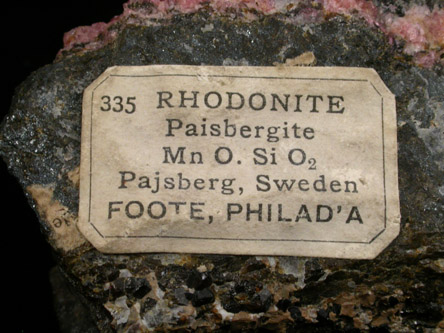 335 RHODONITE
Paisbergite
Mn O. Si O₂
Pajsberg, Sweden
FOOTE, PHILAD'A